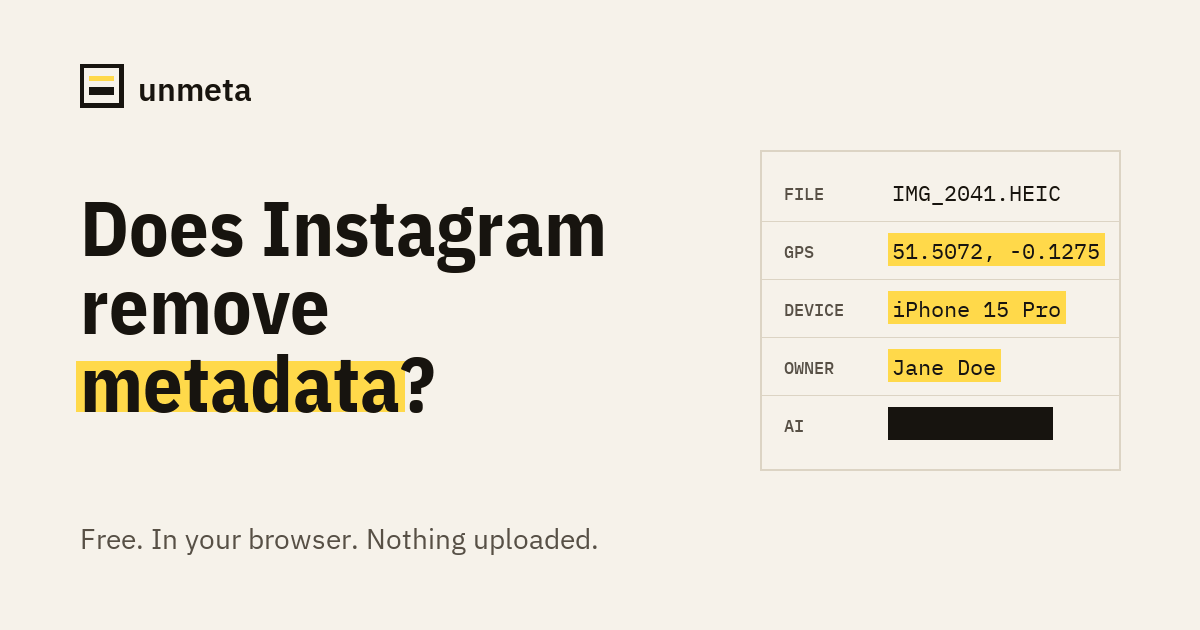 unmeta
Does Instagram
remove
metadata?
Free. In your browser. Nothing uploaded.
FILE IMG_2041.HEIC
GPS 51.5072, -0.1275
DEVICE iPhone 15 Pro
OWNER Jane Doe
AI